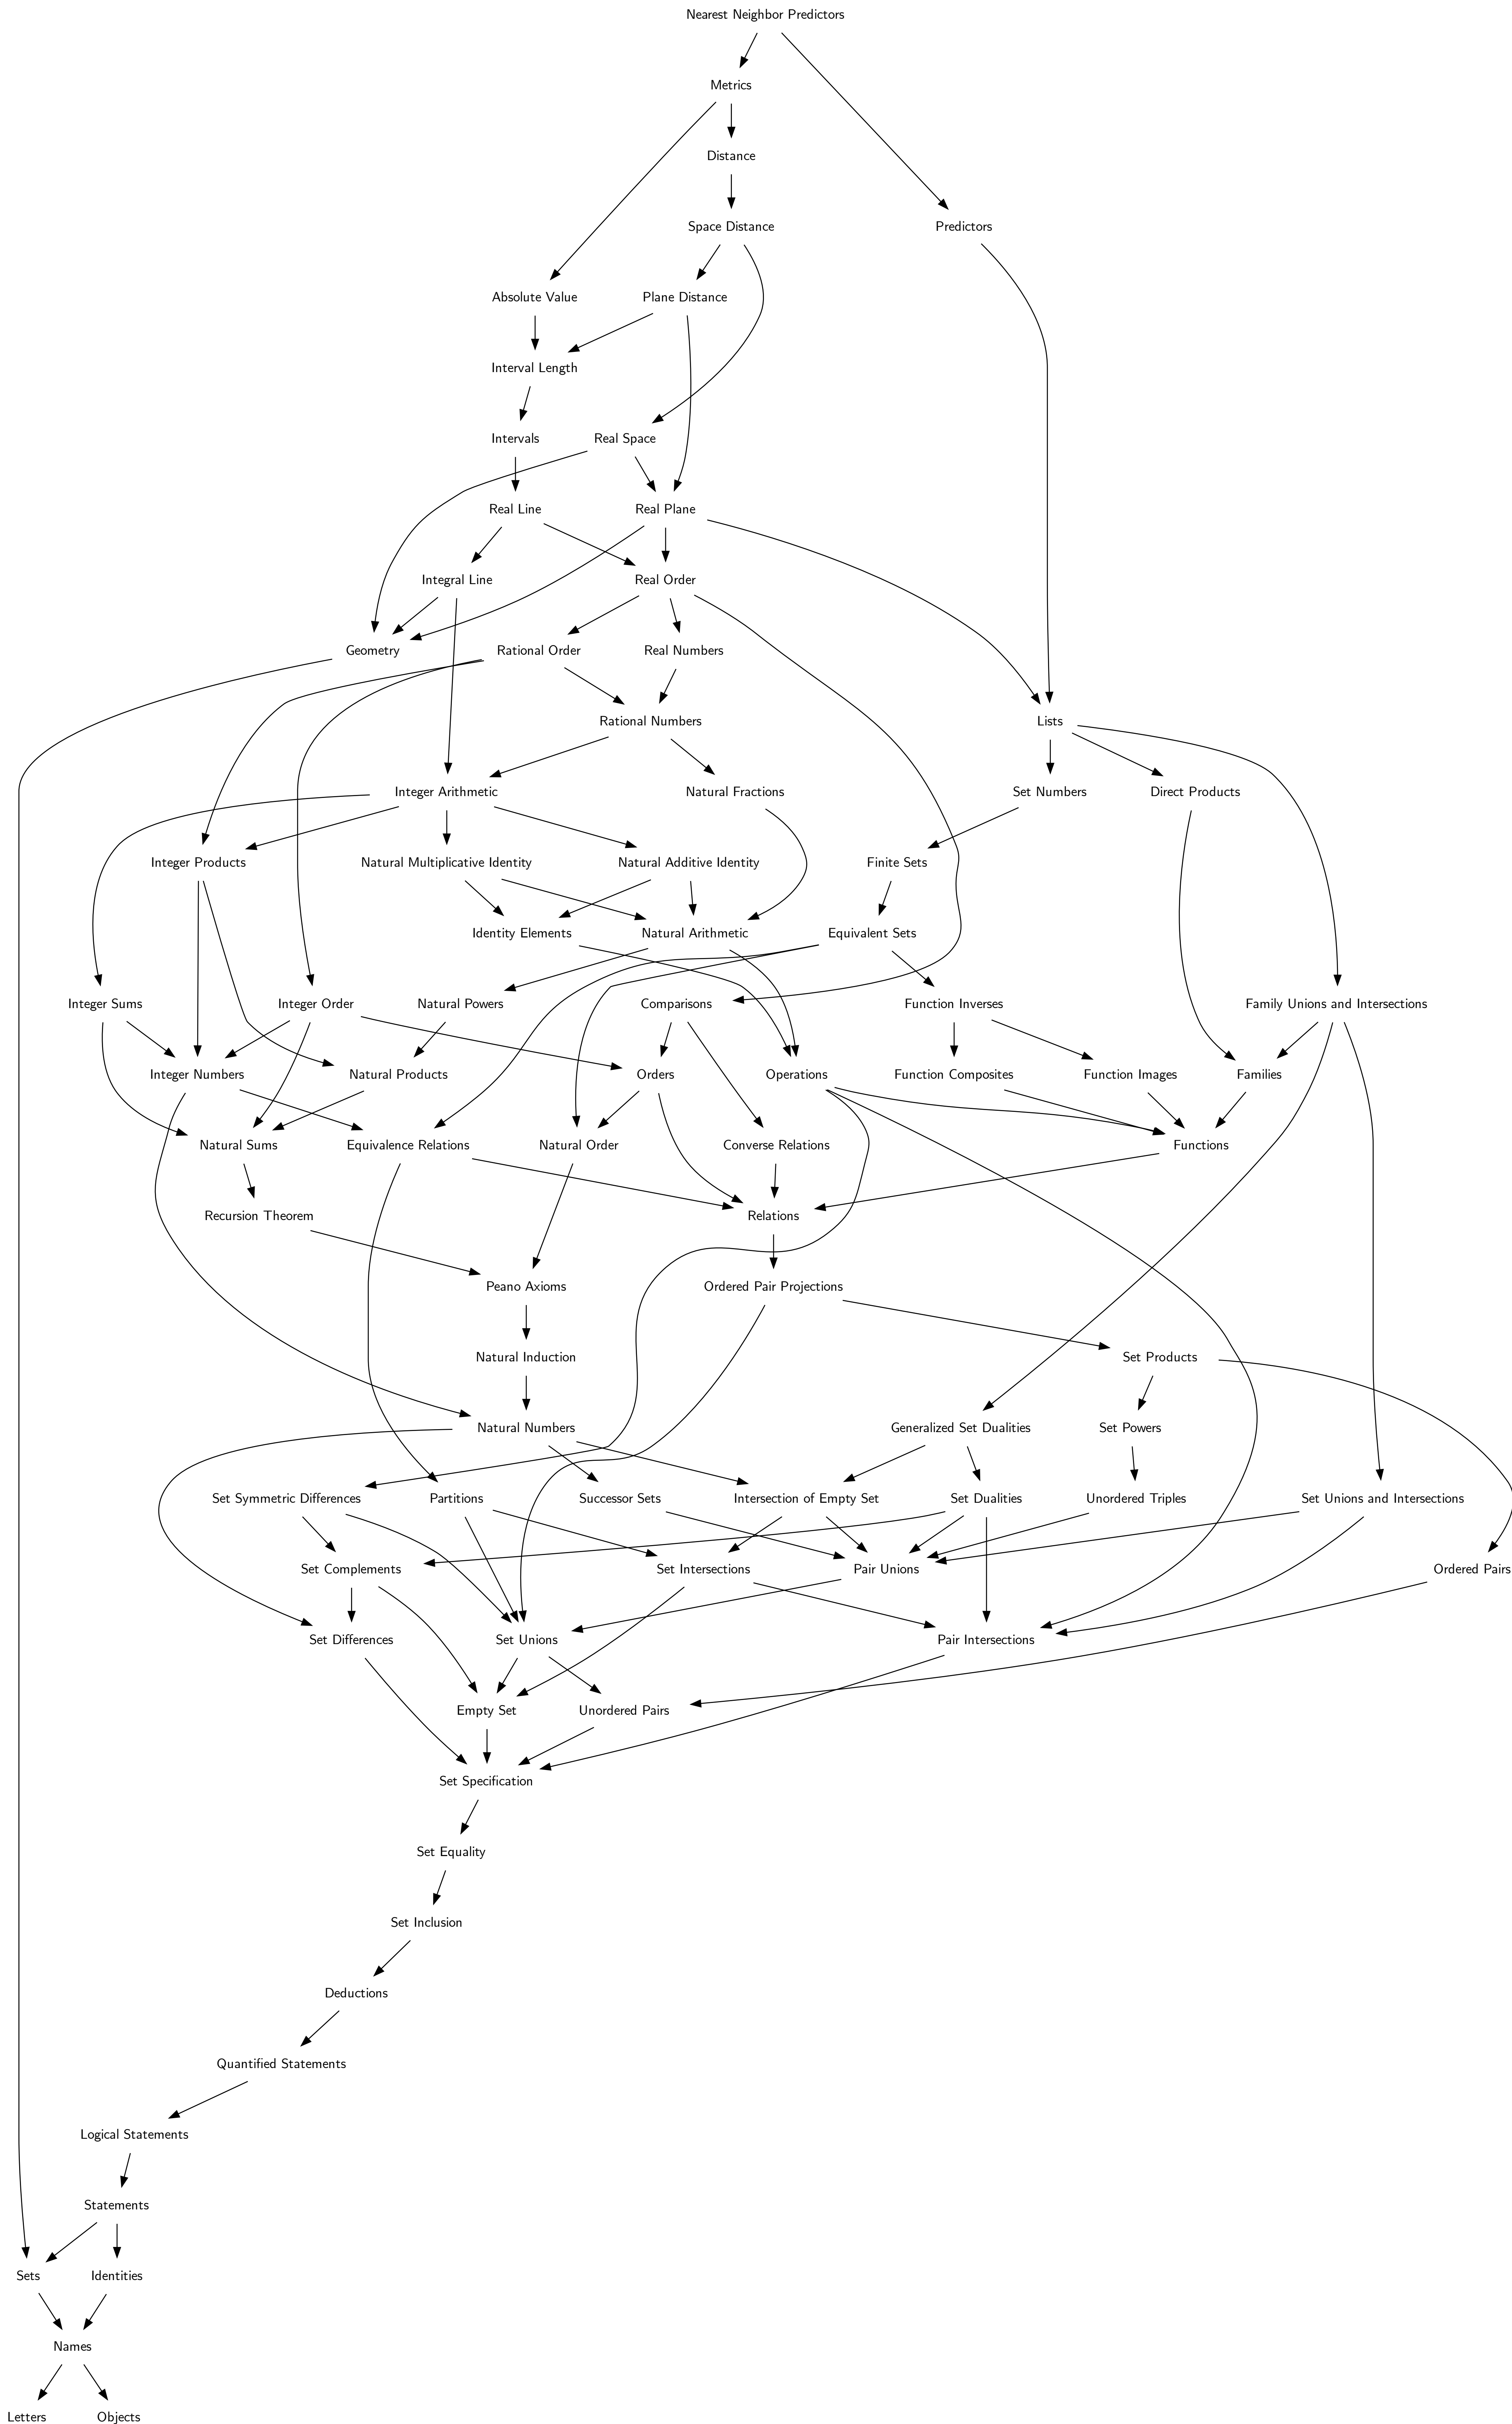 Nearest Neighbor Predictors
Metrics
Distance
Space Distance
Predictors
Absolute Value
Plane Distance
Interval Length
Intervals
Real Space
Real Line
Real Plane
Integral Line
Real Order
Geometry
Rational Order
Real Numbers
Rational Numbers
Lists
Integer Arithmetic
Natural Fractions
Set Numbers
Direct Products
Integer Products
Natural Multiplicative Identity
Natural Additive Identity
Finite Sets
Identity Elements
Natural Arithmetic
Equivalent Sets
Integer Sums
Integer Order
Natural Powers
Comparisons
Function Inverses
Family Unions and Intersections
Integer Numbers
Natural Products
Orders
Operations
Function Composites
Function Images
Families
Natural Sums
Equivalence Relations
Natural Order
Converse Relations
Functions
Recursion Theorem
Relations
Peano Axioms
Ordered Pair Projections
Natural Induction
Set Products
Natural Numbers
Generalized Set Dualities
Set Powers
Set Symmetric Differences
Partitions
Successor Sets
Intersection of Empty Set
Set Dualities
Unordered Triples
Set Unions and Intersections
Set Complements
Set Intersections
Pair Unions
Ordered Pairs
Set Differences
Set Unions
Pair Intersections
Empty Set
Unordered Pairs
Set Specification
Set Equality
Set Inclusion
Deductions
Quantified Statements
Logical Statements
Statements
Sets
Identities
Names
Letters
Objects